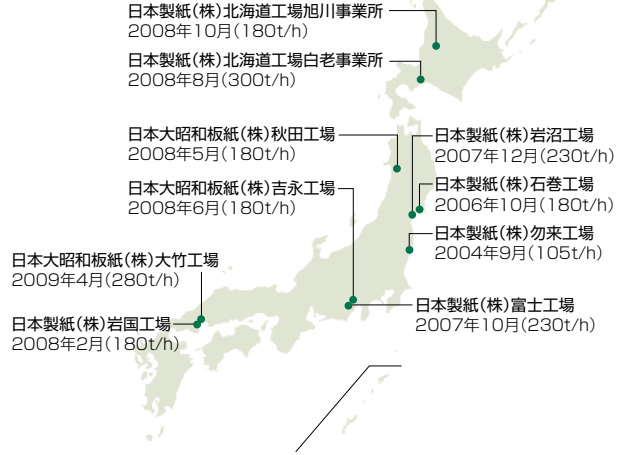 日本製紙(株)北海道工場旭川事業所
2008年10月(180t/h)
日本製紙(株)北海道工場白老事業所
2008年8月(300t/h)
日本大昭和板紙(株)秋田工場
2008年5月(180t/h)
日本大昭和板紙(株)吉永工場
2008年6月(180t/h)
日本大昭和板紙(株)大竹工場
2009年4月(280t/h)
日本製紙(株)岩国工場
2008年2月(180t/h)
日本製紙(株)岩沼工場
2007年12月(230t/h)
日本製紙(株)石巻工場
2006年10月(180t/h)
日本製紙(株)勿来工場
2004年9月(105t/h)
日本製紙(株)富士工場
2007年10月(230t/h)